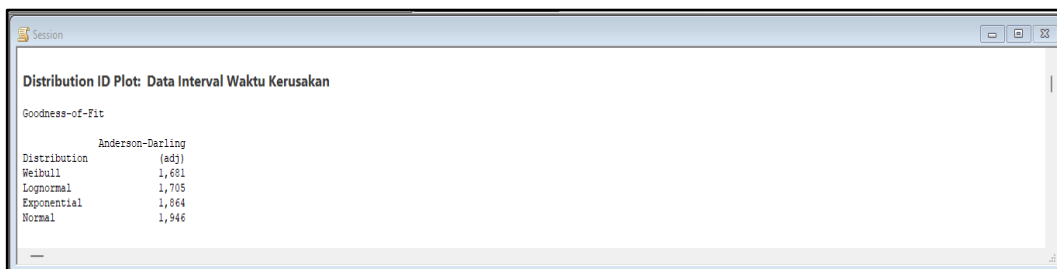 Session
Distribution ID Plot: Data Interval Waktu Kerusakan
Goodness-of-Fit
Anderson-Darling
Distribution (adj)
Weibull 1,681
Lognormal 1,705
Exponential 1,864
Normal 1,946